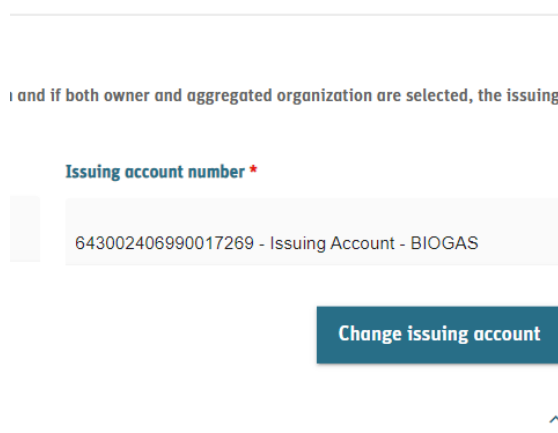 and if both owner and aggregated organization are selected, the issuing
Issuing account number *
643002406990017269 - Issuing Account - BIOGAS
Change issuing account